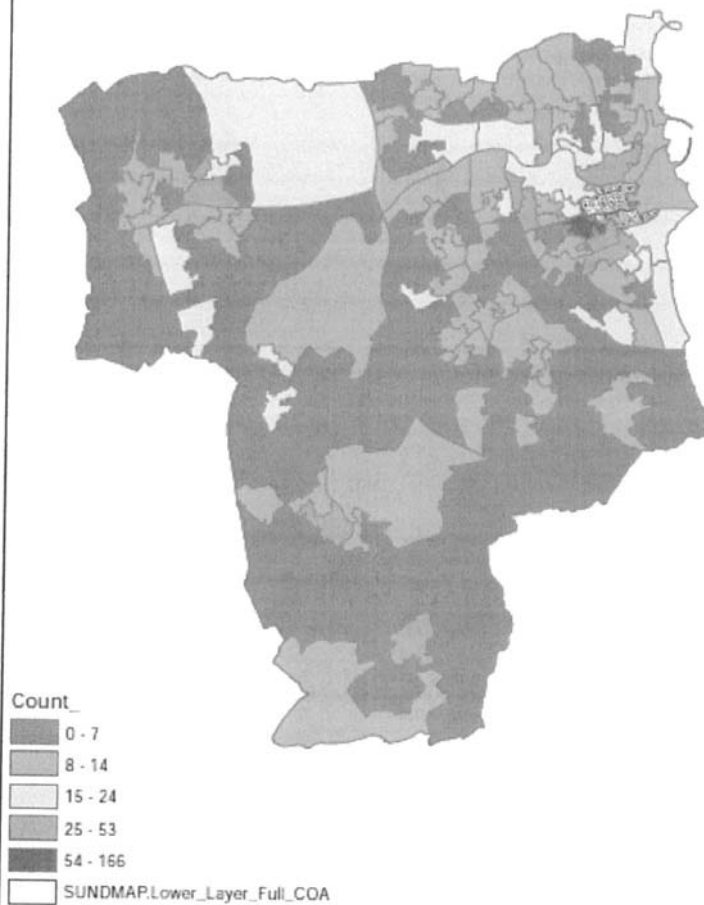 Count_
0 - 7
8 - 14
15 - 24
25 - 53
54 - 166
SUNDMAP.Lower_Layer_Full_COA